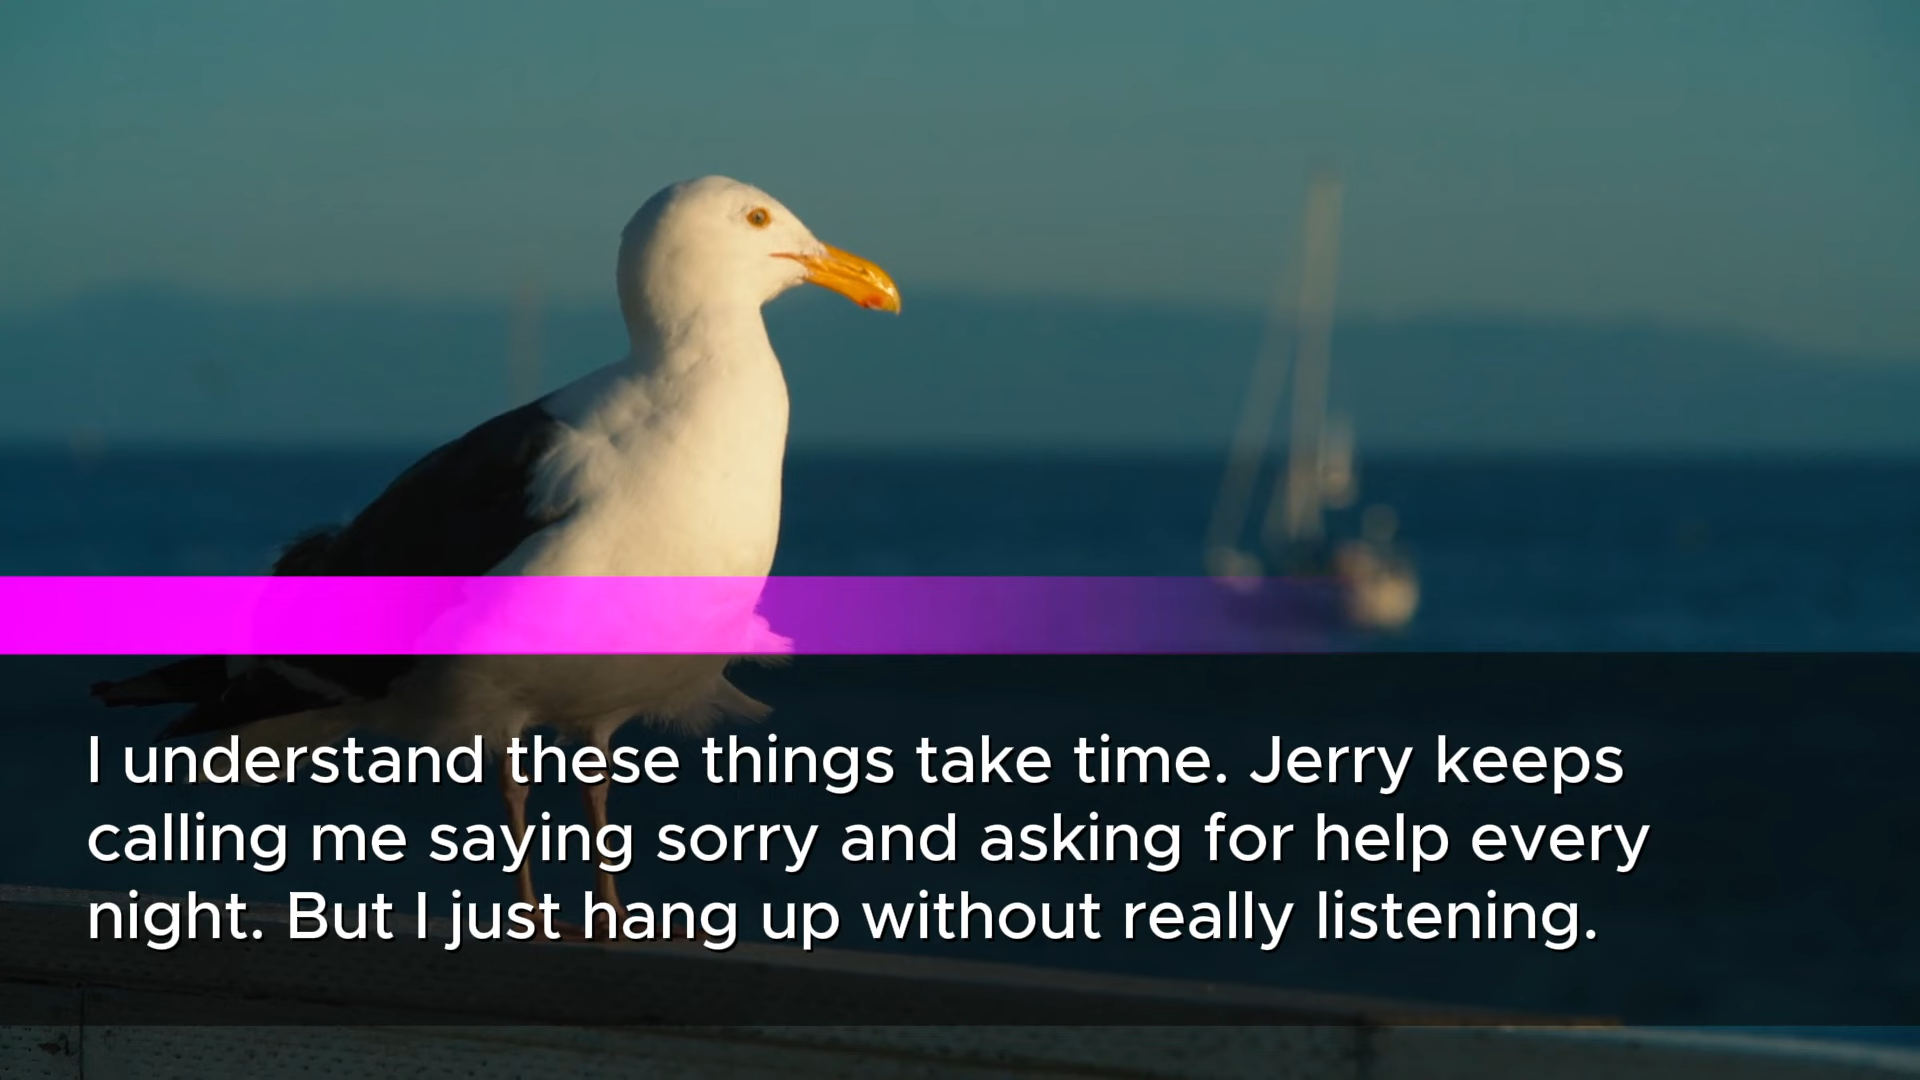 I understand these things take time. Jerry keeps
calling me saying sorry and asking for help every
night. But I just hang up without really listening.